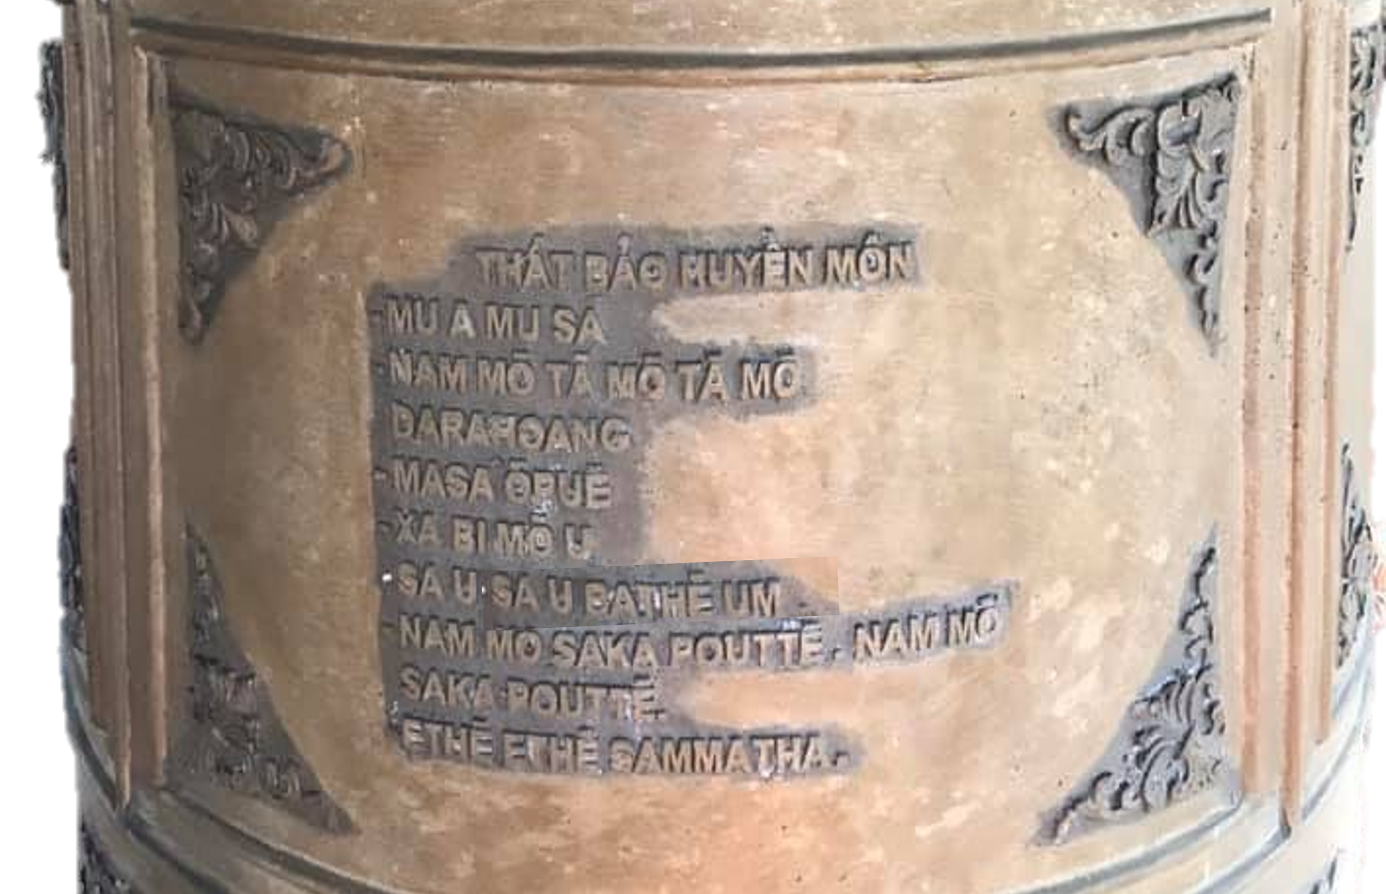 THẤT BẢO HUYỀN MÔN
-MU A MU SA
-NAM MÔ TÁ MÔ TÁ MÔ
DARAHOANG
-MASA ÔPUÊ
-XA BI MÔ U
-SA U SA U BATHÊ UM
-NAM MÔ SAKA POUTTÊ. NAM MÔ
SAKA POUTTÊ.
-ETHÊ ETHÊ SAMMATHA.